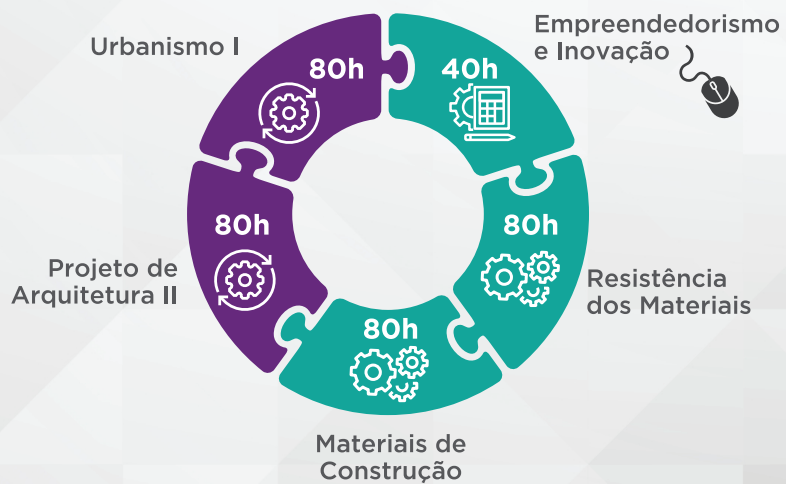 Urbanismo I
80h
40h
Empreendedorismo
e Inovação
80h
Projeto de
Arquitetura II
80h
Resistência
dos Materiais
80h
Materiais de
Construção